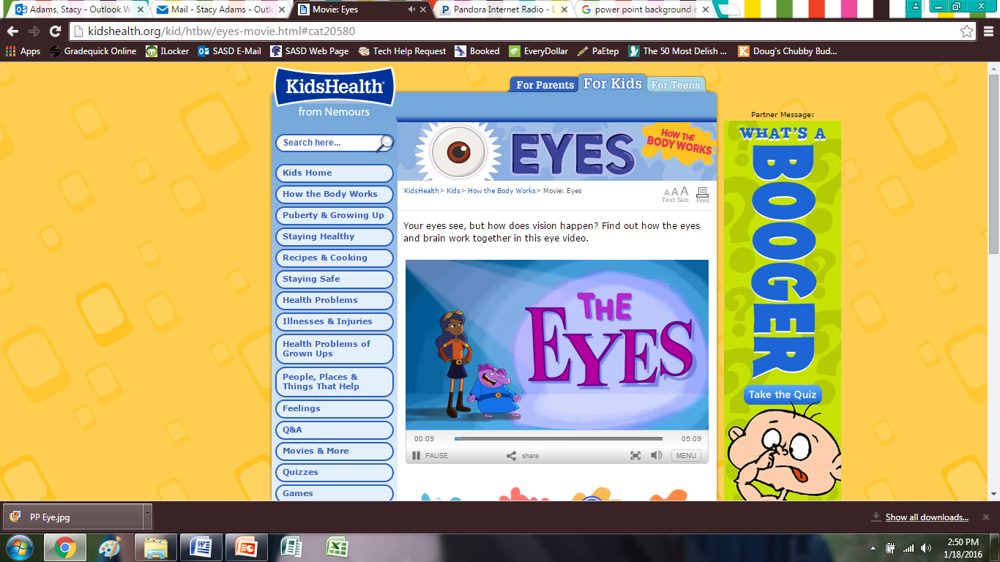 Adams, Stacy - Outlook W
Mail - Stacy Adams - Outl
Movie: Eyes
Pandora Internet Radio - L
power point background e
kidshealth.org/kid/htbw/eyes-movie.html#cat20580
Apps
Gradequick Online
ILocker
SASD E-Mail
SASD Web Page
Tech Help Request
Booked
EveryDollar
PaEtep
The 50 Most Delish ...
Doug's Chubby Bud...
KidsHealth®
from Nemours
For Parents
For Kids
For Teens
Search here...
Kids Home
How the Body Works
Puberty & Growing Up
Staying Healthy
Recipes & Cooking
Staying Safe
Health Problems
Illnesses & Injuries
Health Problems of
Grown Ups
People, Places &
Things That Help
Feelings
Q&A
Movies & More
Quizzes
Games
EYES
HOW THE
BODY WORKS
KidsHealth> Kids> How the Body Works> Movie: Eyes
A A A
Text Size
Print
Your eyes see, but how does vision happen? Find out how the eyes
and brain work together in this eye video.
THE
EYES
00:09
05:09
PAUSE
share
MENU
Partner Message:
WHAT'S A
BOOGER
Take the Quiz
PP Eye.jpg
Show all downloads...
2:50 PM
1/18/2016